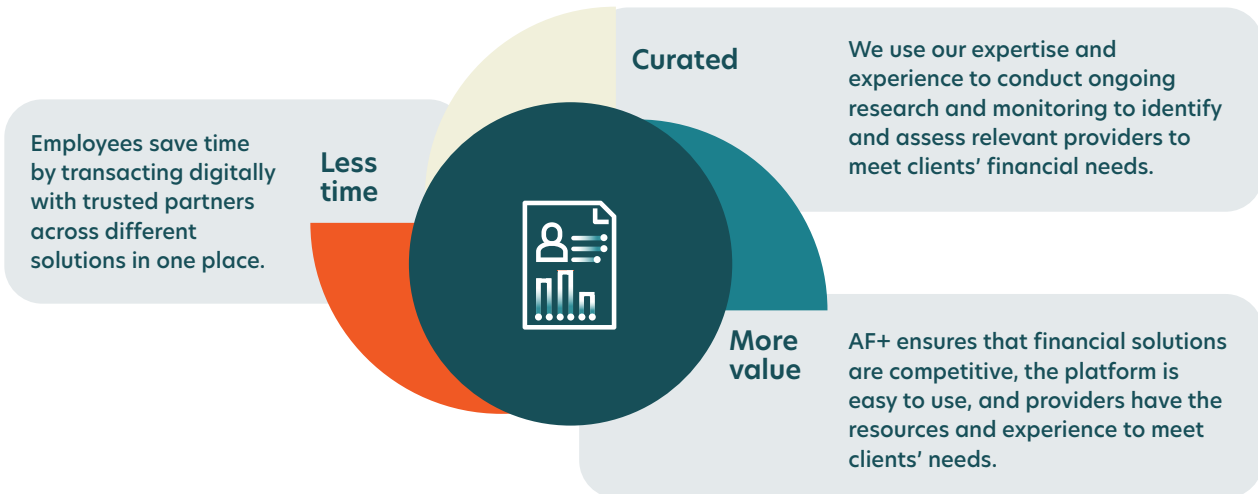 Curated
We use our expertise and
experience to conduct ongoing
research and monitoring to identify
and assess relevant providers to
meet clients’ financial needs.
Less
time
Employees save time
by transacting digitally
with trusted partners
across different
solutions in one place.
More
value
AF+ ensures that financial solutions
are competitive, the platform is
easy to use, and providers have the
resources and experience to meet
clients’ needs.